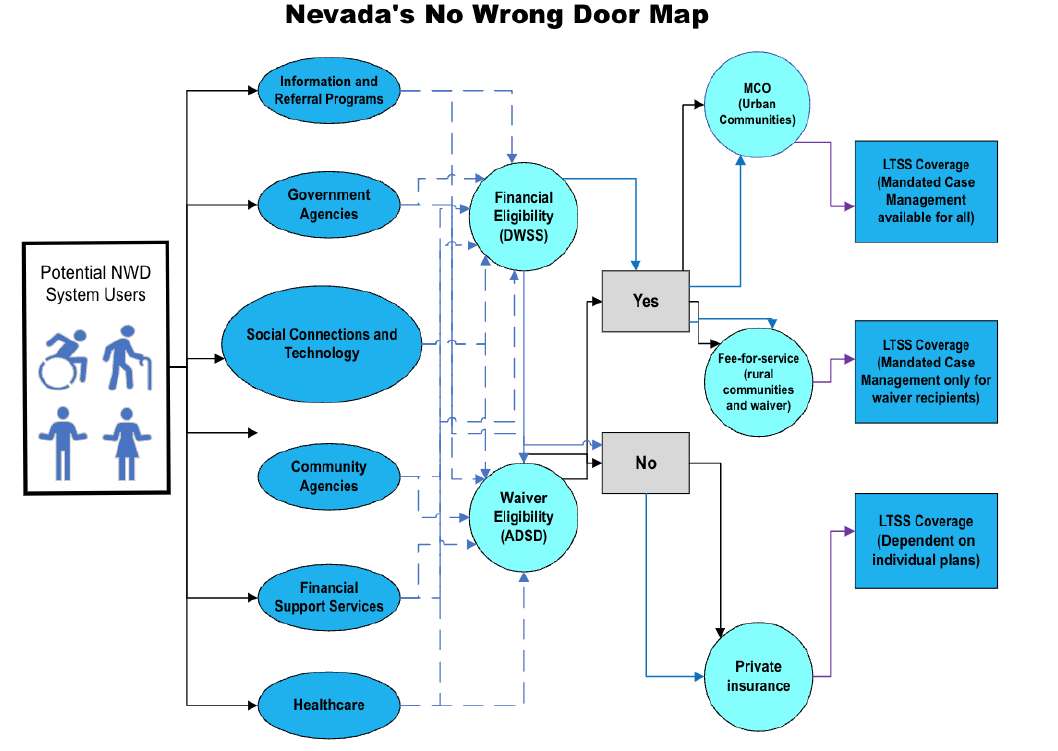 Nevada's No Wrong Door Map
Potential NWD
System Users
Information and
Referral Programs
Government
Agencies
Social Connections and
Technology
Community
Agencies
Financial
Support Services
Healthcare
Financial
Eligibility
(DWSS)
Waiver
Eligibility
(ADSD)
Yes
No
MCO
(Urban
Communities)
Fee-for-service
(rural
communities
and waiver)
Private
insurance
LTSS Coverage
(Mandated Case
Management
available for all)
LTSS Coverage
(Mandated Case
Management only for
waiver recipients)
LTSS Coverage
(Dependent on
individual plans)